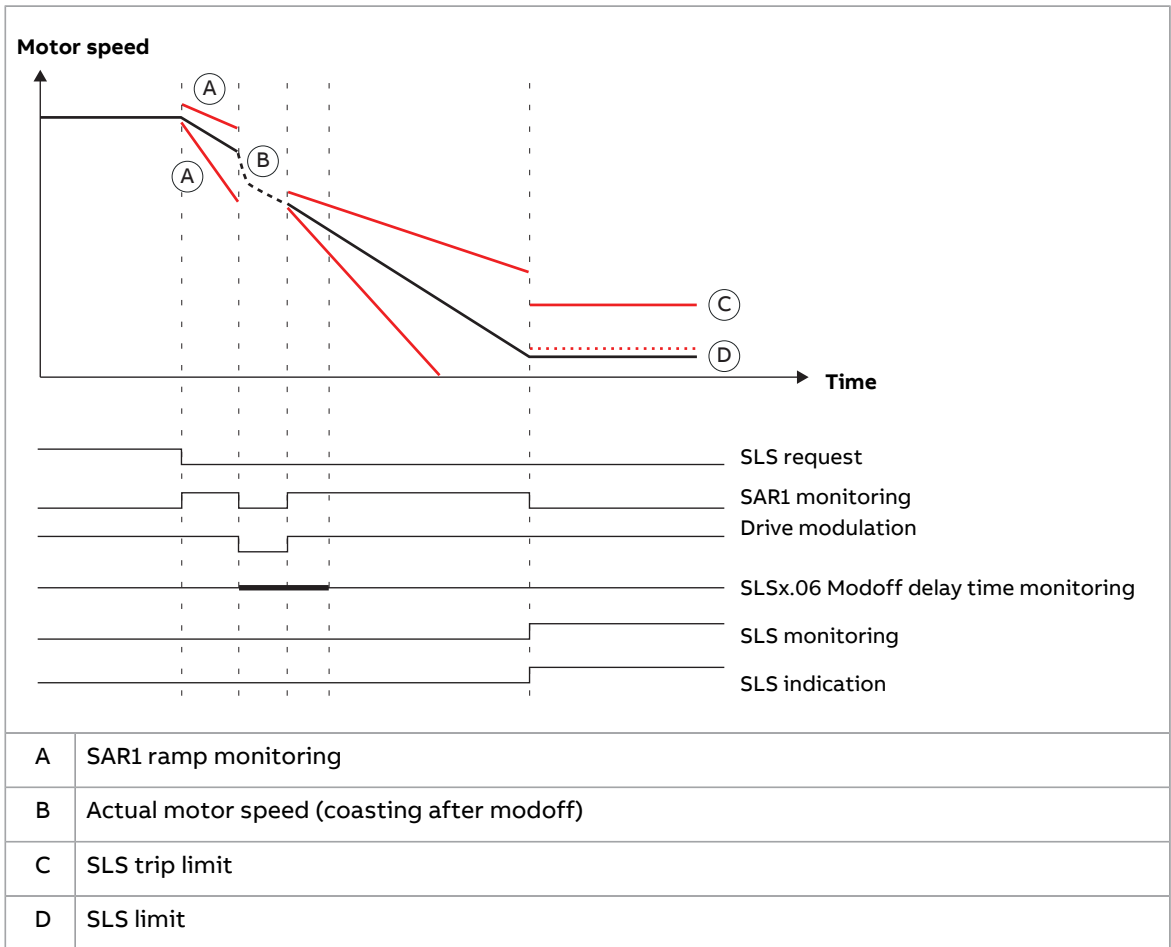 Motor speed
A
B
A
C
D
Time
SLS request
SAR1 monitoring
Drive modulation
SLSx.06 Modoff delay time monitoring
SLS monitoring
SLS indication
A SAR1 ramp monitoring
B Actual motor speed (coasting after modoff)
C SLS trip limit
D SLS limit